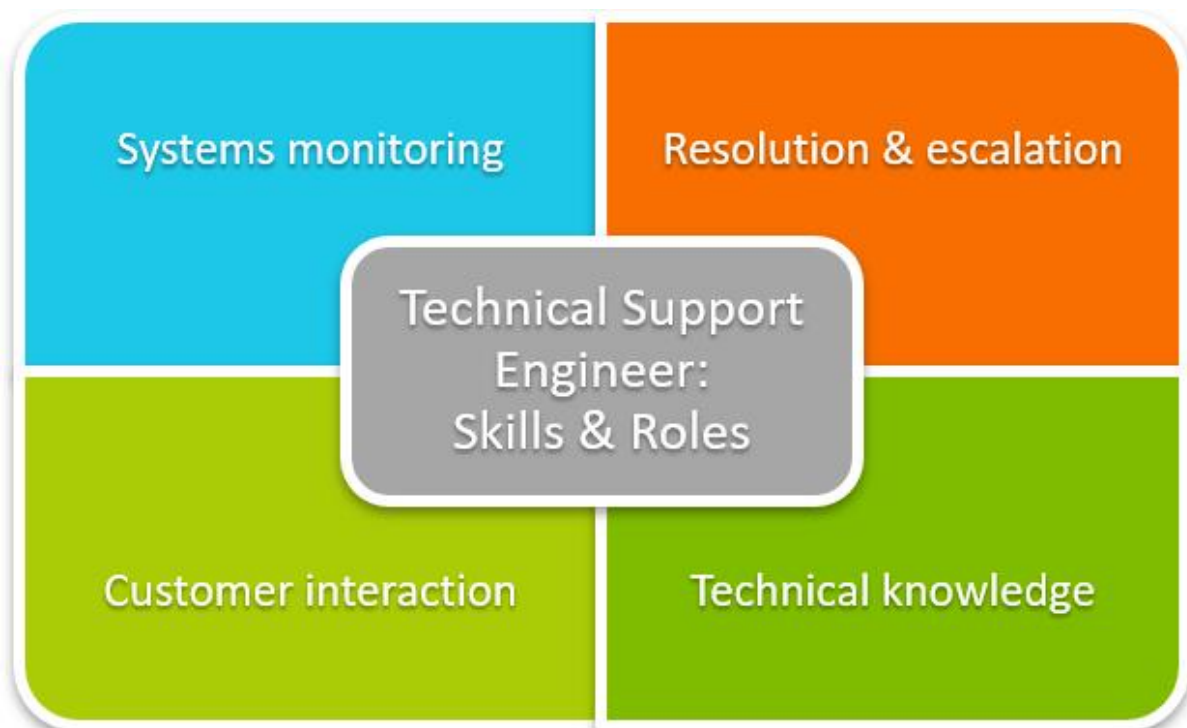 Systems monitoring
Resolution & escalation
Technical Support
Engineer:
Skills & Roles
Customer interaction
Technical knowledge